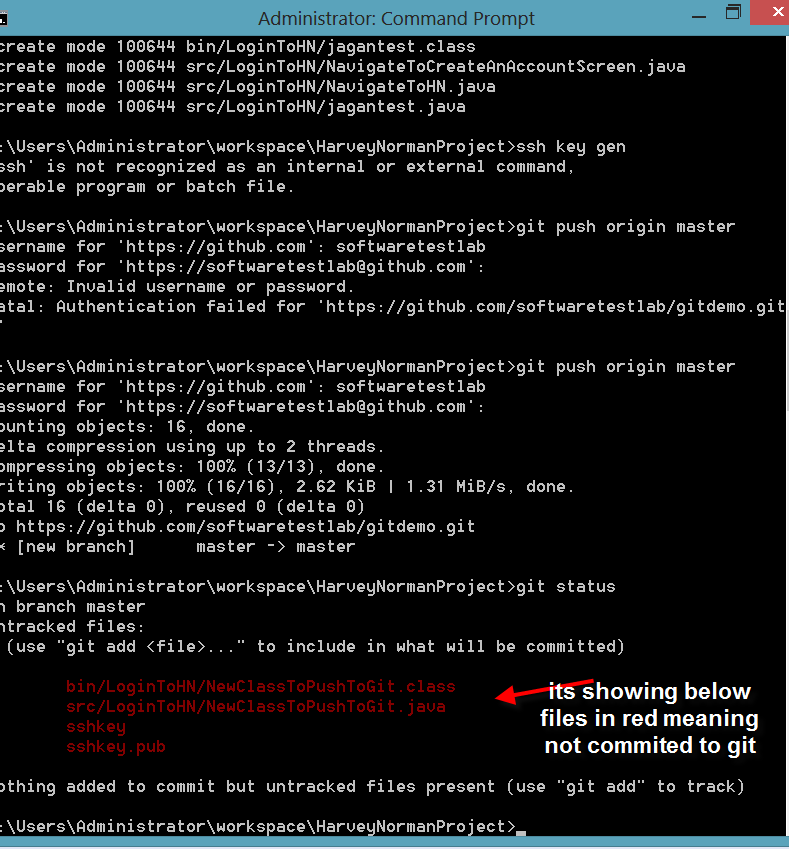 Administrator: Command Prompt
create mode 100644 bin/LoginToHN/jagantest.class
create mode 100644 src/LoginToHN/NavigateToCreateAnAccountScreen.java
create mode 100644 src/LoginToHN/NavigateToHN.java
create mode 100644 src/LoginToHN/jagantest.java
:\Users\Administrator\workspace\HarveyNormanProject>ssh key gen
ssh' is not recognized as an internal or external command,
perable program or batch file.
:\Users\Administrator\workspace\HarveyNormanProject>git push origin master
sername for 'https://github.com': softwaretestlab
assword for 'https://softwaretestlab@github.com':
emote: Invalid username or password.
atal: Authentication failed for 'https://github.com/softwaretestlab/gitdemo.git
'
:\Users\Administrator\workspace\HarveyNormanProject>git push origin master
sername for 'https://github.com': softwaretestlab
assword for 'https://softwaretestlab@github.com':
ounting objects: 16, done.
elta compression using up to 2 threads.
ompressing objects: 100% (13/13), done.
riting objects: 100% (16/16), 2.62 KiB | 1.31 MiB/s, done.
otal 16 (delta 0), reused 0 (delta 0)
o https://github.com/softwaretestlab/gitdemo.git
* [new branch]      master -> master
:\Users\Administrator\workspace\HarveyNormanProject>git status
n branch master
ntracked files:
(use "git add <file>..." to include in what will be committed)
bin/LoginToHN/NewClassToPushToGit.class
src/LoginToHN/NewClassToPushToGit.java
sshkey
sshkey.pub
its showing below
files in red meaning
not commited to git
othing added to commit but untracked files present (use "git add" to track)
:\Users\Administrator\workspace\HarveyNormanProject>_